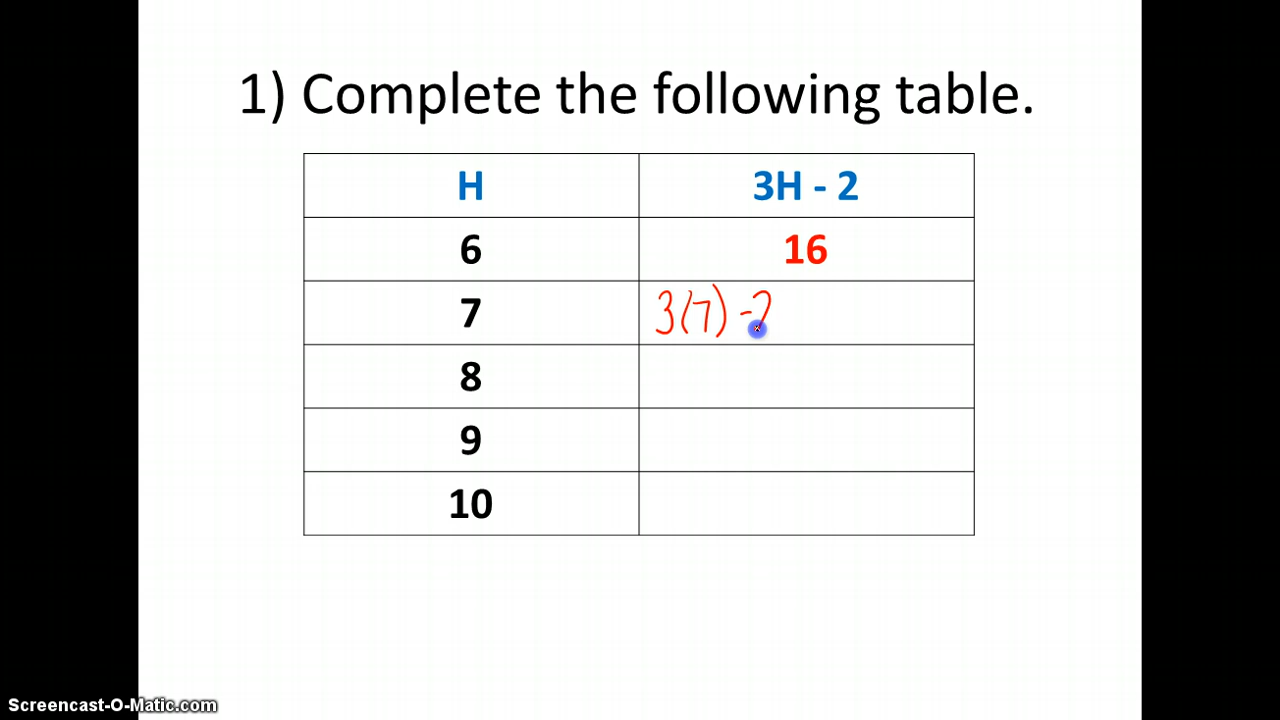 1) Complete the following table.
H 3H - 2
6 16
7 3(7) -2
8
9
10
Screencast-O-Matic.com